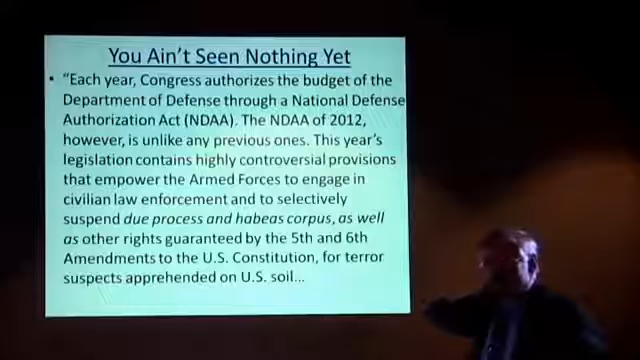 You Ain't Seen Nothing Yet
• “Each year, Congress authorizes the budget of the
Department of Defense through a National Defense
Authorization Act (NDAA). The NDAA of 2012,
however, is unlike any previous ones. This year's
legislation contains highly controversial provisions
that empower the Armed Forces to engage in
civilian law enforcement and to selectively
suspend due process and habeas corpus, as well
as other rights guaranteed by the 5th and 6th
Amendments to the U.S. Constitution, for terror
suspects apprehended on U.S. soil...